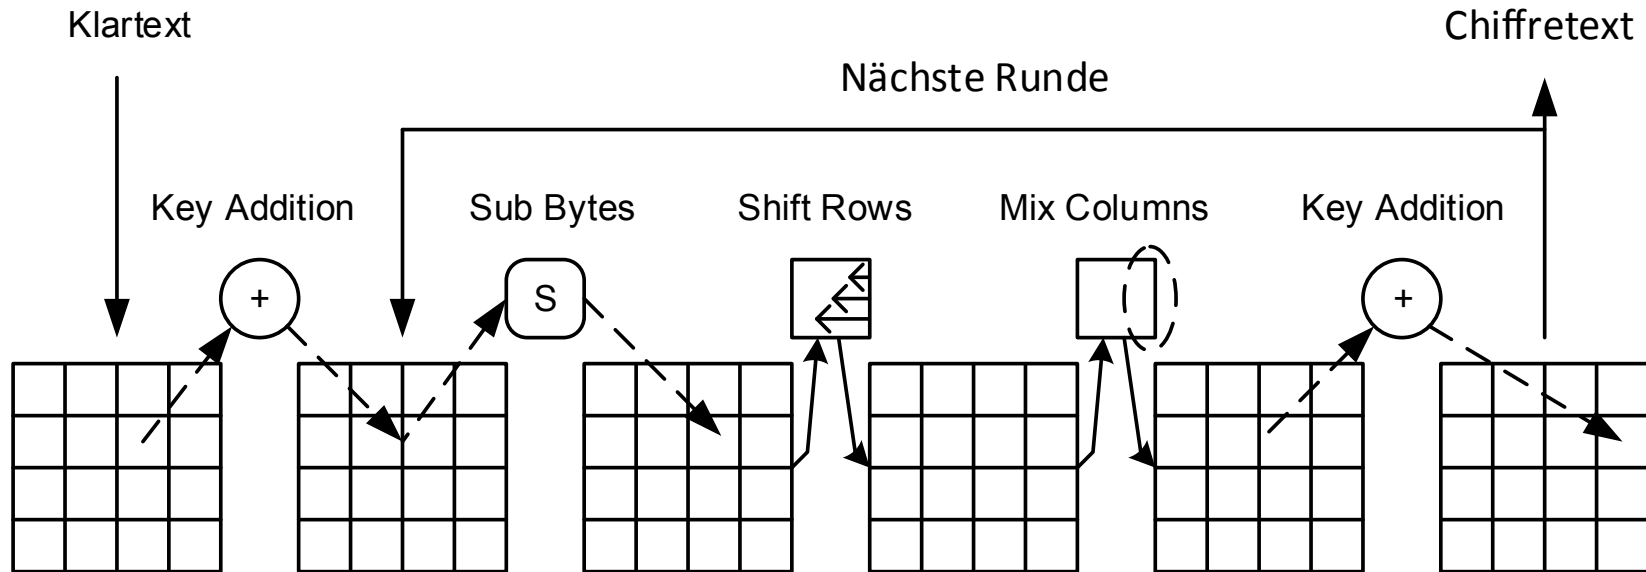 Klartext
Chiffretext
Nächste Runde
Key Addition
Sub Bytes
Shift Rows
Mix Columns
Key Addition
+
S
+